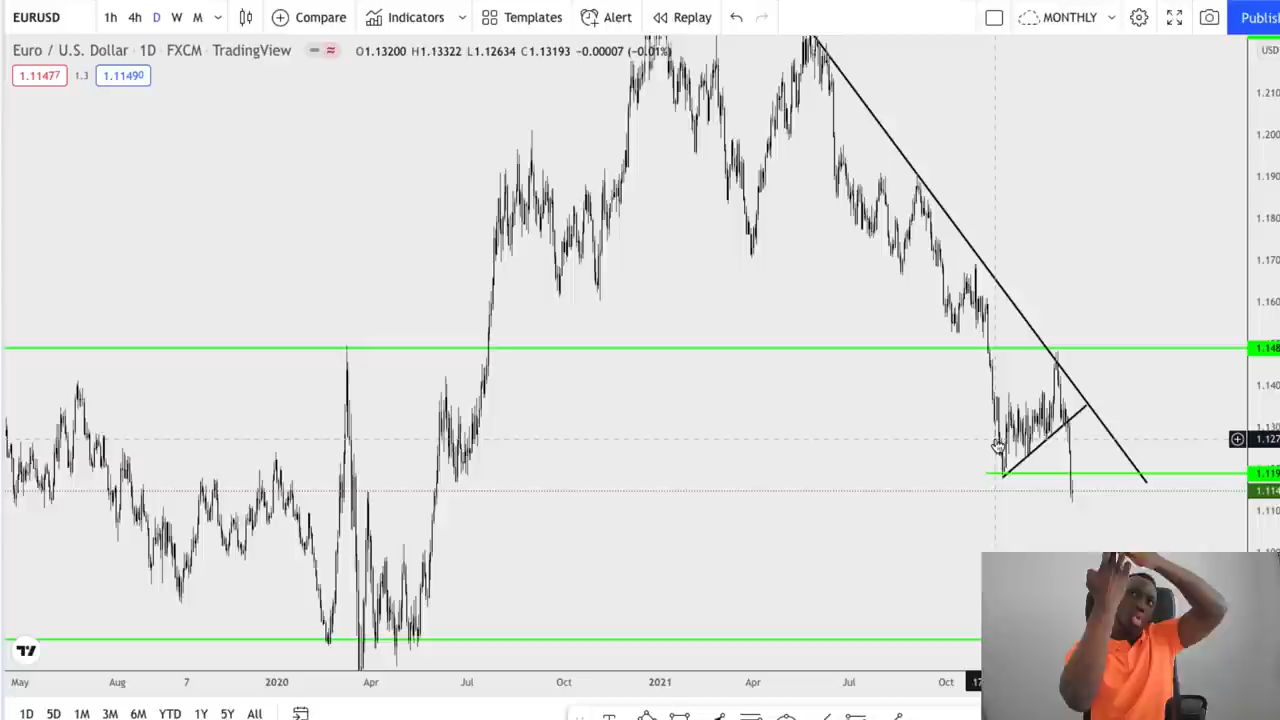 EURUSD 1h 4h D W M Compare Indicators Templates Alert Replay MONTHLY Publis
Euro / U.S. Dollar · 1D · FXCM · TradingView O1.13200 H1.13322 L1.12634 C1.13193 −0.00007 (−0.01%) USD
1.11477 1.3 1.11490
1.210
1.200
1.190
1.180
1.170
1.160
1.148
1.140
1.130
1.127
1.119
1.114
1.110
May Aug 7 2020 Apr Jul Oct 2021 Apr Jul Oct 17
1D 5D 1M 3M 6M YTD 1Y 5Y All